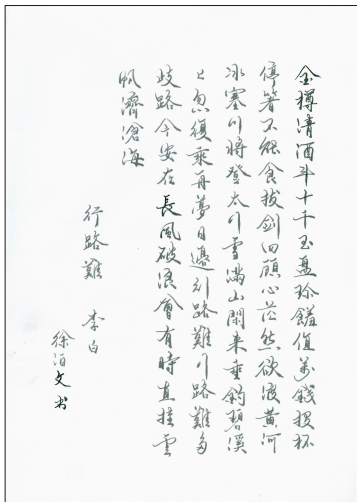 金樽清酒斗十千玉盤珍饈值萬錢投杯
停箸不能食拔劍四顧心茫然欲渡黃河
冰塞川將登太行雪滿山閑來垂釣碧溪
上忽復乘舟夢日邊行路難行路難多
歧路今安在長風破浪會有時直挂雲
帆濟滄海
行路難 李白
徐泊文书